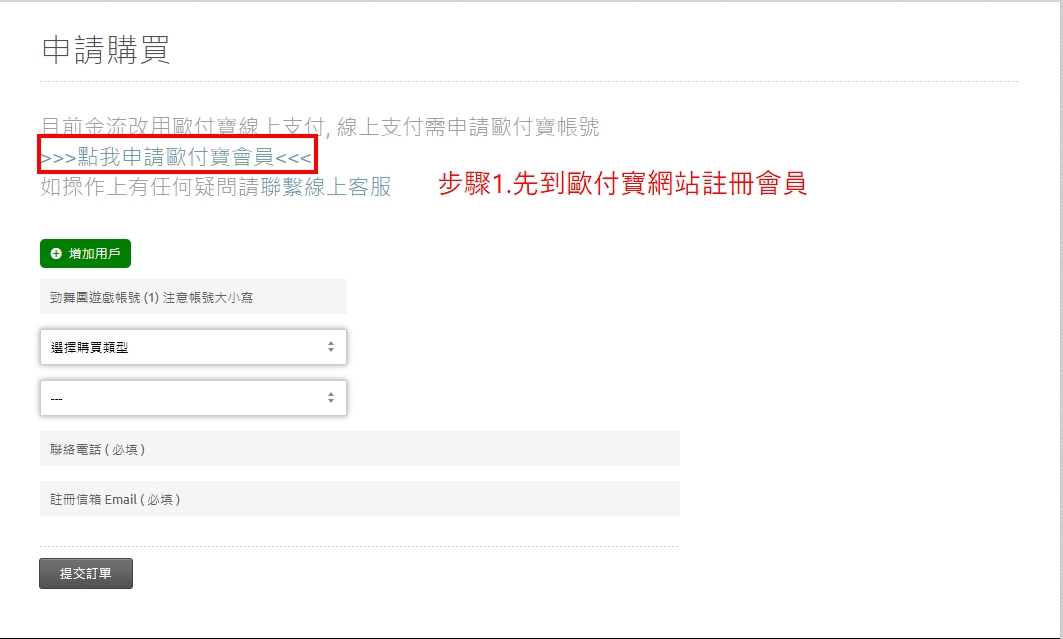 申請購買
目前金流改用歐付寶線上支付, 線上支付需申請歐付寶帳號
>>>點我申請歐付寶會員<<<
如操作上有任何疑問請聯繫線上客服
步驟1.先到歐付寶網站註冊會員
增加用戶
勁舞團遊戲帳號 (1) 注意帳號大小寫
選擇購買類型
---
聯絡電話 ( 必填 )
註冊信箱 Email ( 必填 )
提交訂單